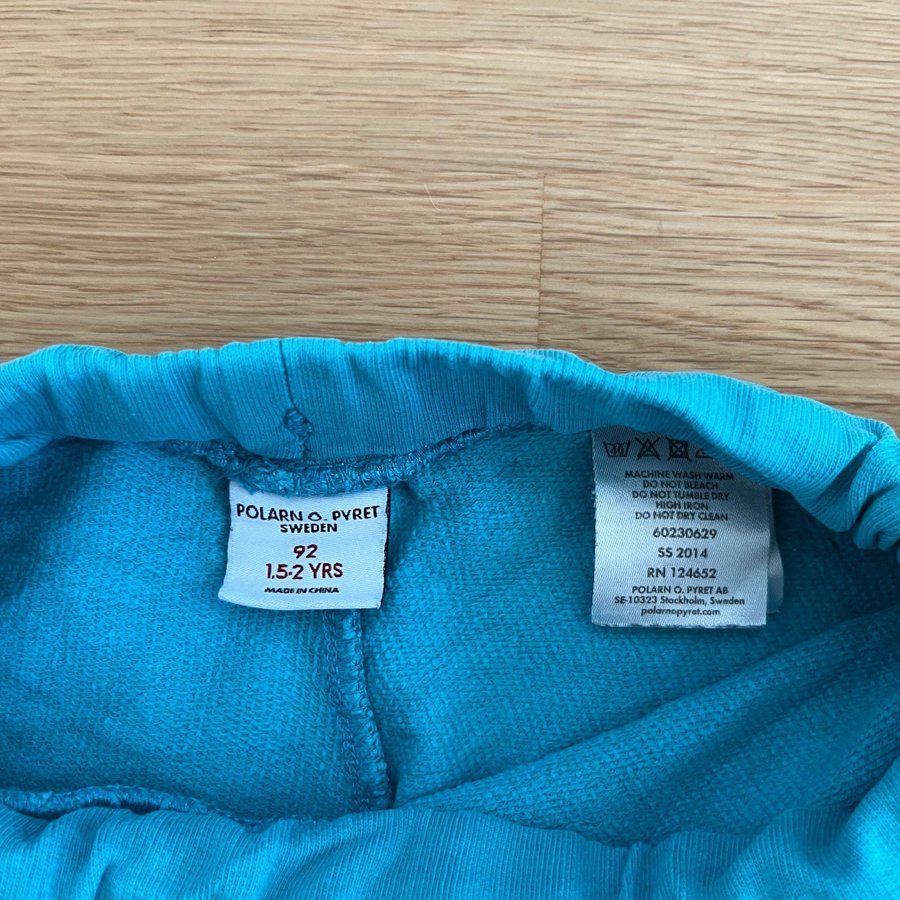 POLARN O. PYRET
SWEDEN
92
1.5-2 YRS
MADE IN CHINA
40
MACHINE WASH WARM
DO NOT BLEACH
DO NOT TUMBLE DRY
HIGH IRON
DO NOT DRY CLEAN
60230629
SS 2014
RN 124652
POLARN O. PYRET AB
SE-10323 Stockholm, Sweden
polarnopyret.com